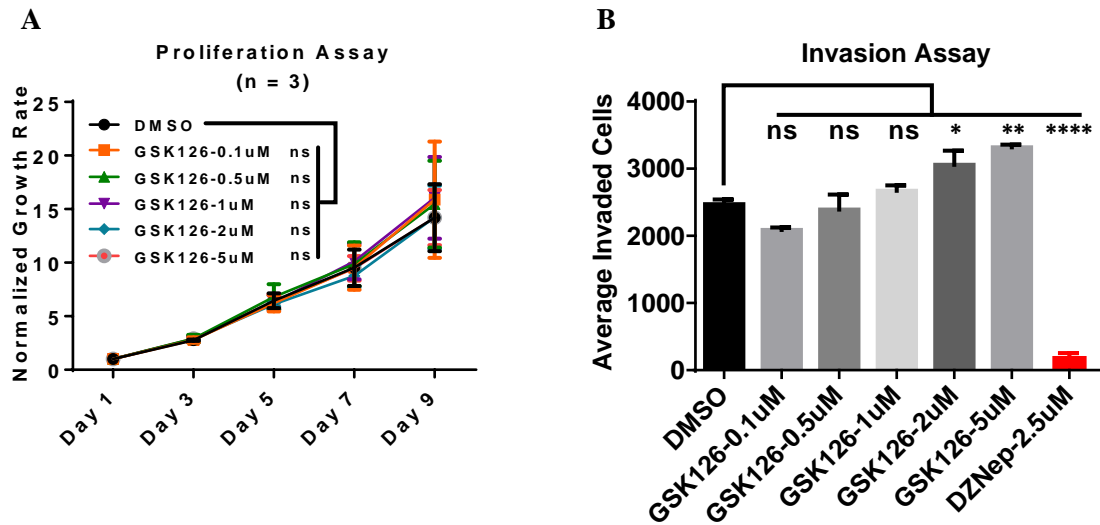 A
Proliferation Assay
(n = 3)
Normalized Growth Rate
25
20
15
10
5
0
DMSO
GSK126-0.1uM ns
GSK126-0.5uM ns
GSK126-1uM ns
GSK126-2uM ns
GSK126-5uM ns
Day 1
Day 3
Day 5
Day 7
Day 9
B
Invasion Assay
Average Invaded Cells
4000
3000
2000
1000
0
ns ns ns * ** ****
DMSO
GSK126-0.1uM
GSK126-0.5uM
GSK126-1uM
GSK126-2uM
GSK126-5uM
DZNep-2.5uM